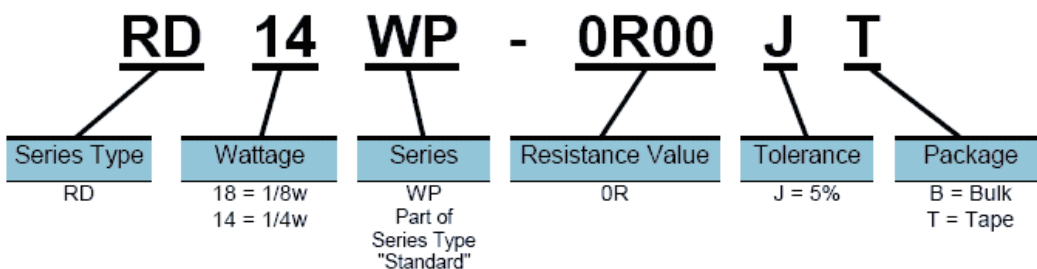 RD 14 WP - 0R00 J T
Series Type Wattage Series Resistance Value Tolerance Package
RD 18 = 1/8w WP 0R J = 5% B = Bulk
14 = 1/4w Part of T = Tape
Series Type
"Standard"